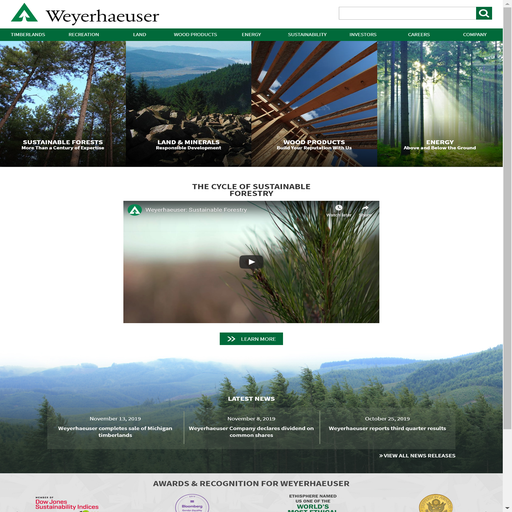 Weyerhaeuser
TIMBERLANDS RECREATION LAND WOOD PRODUCTS ENERGY SUSTAINABILITY INVESTORS CAREERS COMPANY
SUSTAINABLE FORESTS
More Than a Century of Expertise
LAND & MINERALS
Responsible Development
WOOD PRODUCTS
Build Your Reputation With Us
ENERGY
Above and Below the Ground
THE CYCLE OF SUSTAINABLE
FORESTRY
Weyerhaeuser: Sustainable Forestry
Watch later Share
LEARN MORE
LATEST NEWS
November 13, 2019
Weyerhaeuser completes sale of Michigan
timberlands
November 8, 2019
Weyerhaeuser Company declares dividend on
common shares
October 25, 2019
Weyerhaeuser reports third quarter results
VIEW ALL NEWS RELEASES
AWARDS & RECOGNITION FOR WEYERHAEUSER
MEMBER OF
Dow Jones
Sustainability Indices
Bloomberg
ETHISPHERE NAMED
US ONE OF THE
WORLD'S
MOST ETHICAL